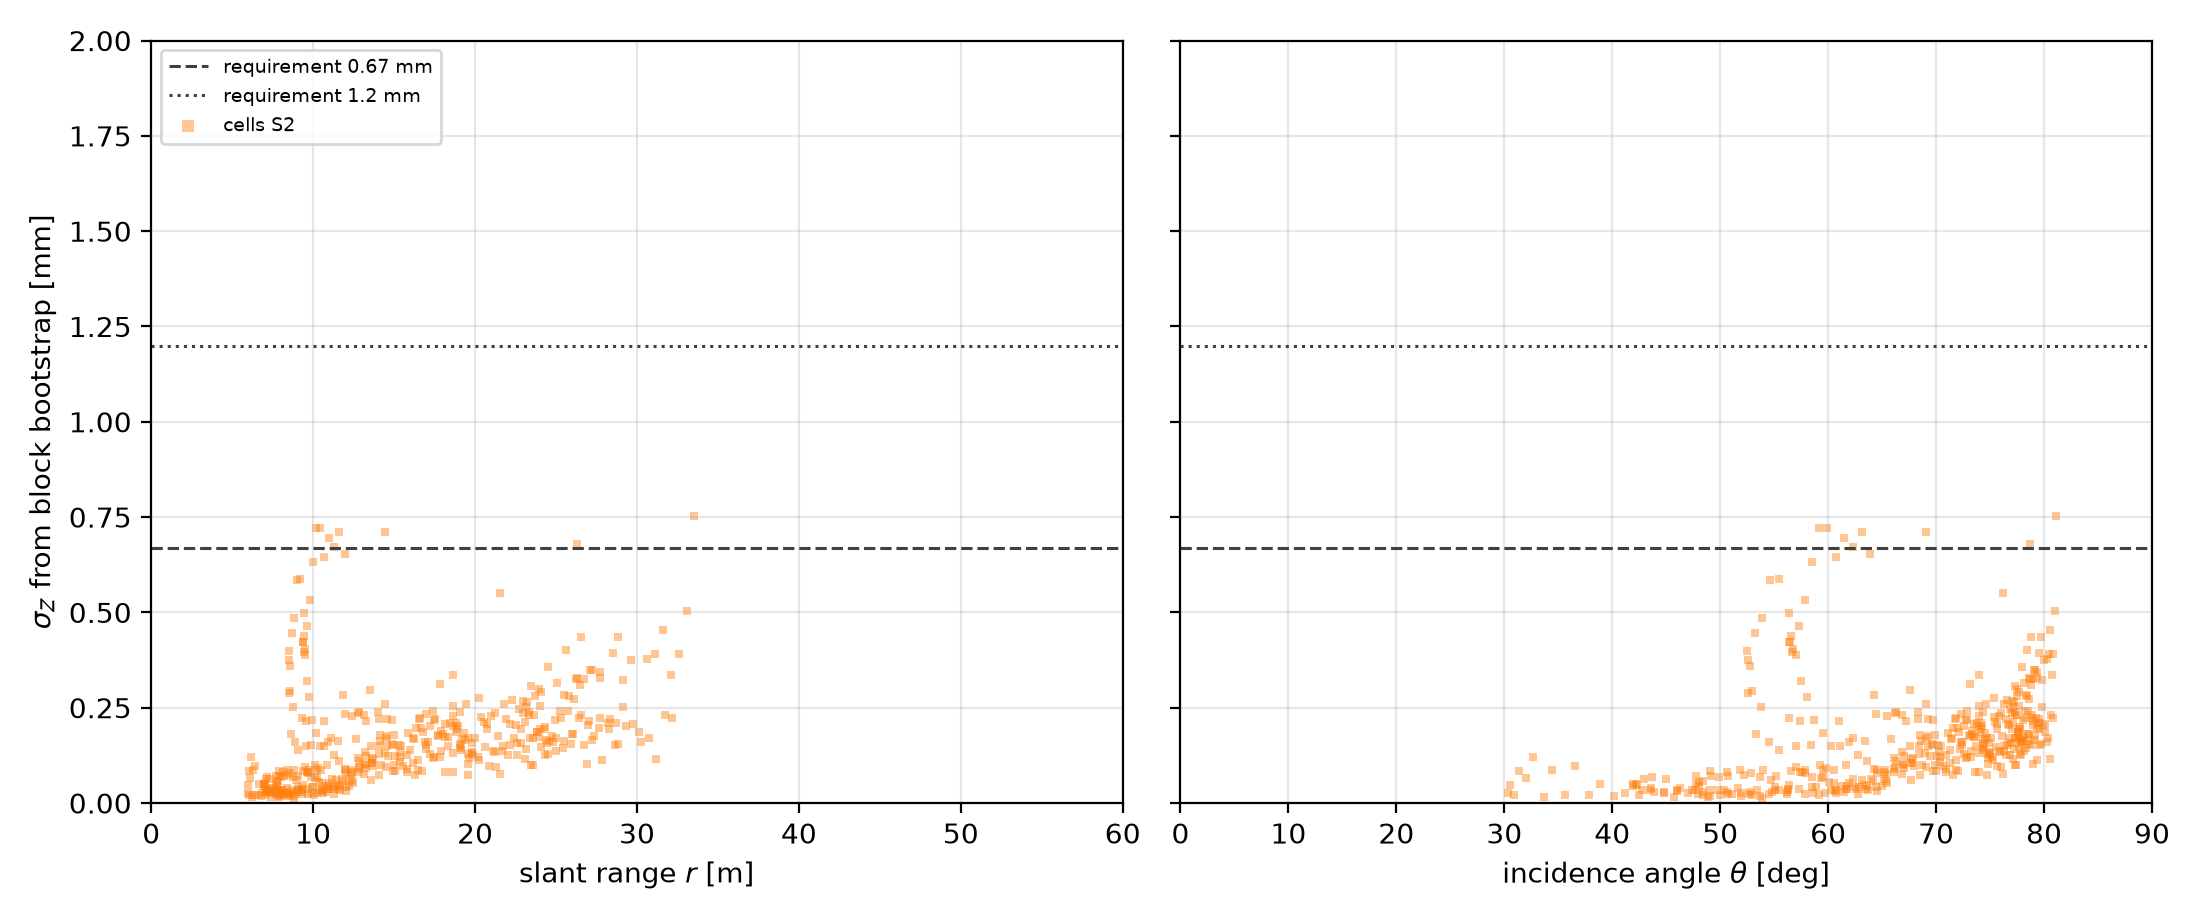 2.00
1.75
1.50
1.25
1.00
0.75
0.50
0.25
0.00
σZ from block bootstrap [mm]
requirement 0.67 mm
requirement 1.2 mm
cells S2
0 10 20 30 40 50 60
slant range r [m]
0 10 20 30 40 50 60 70 80 90
incidence angle θ [deg]